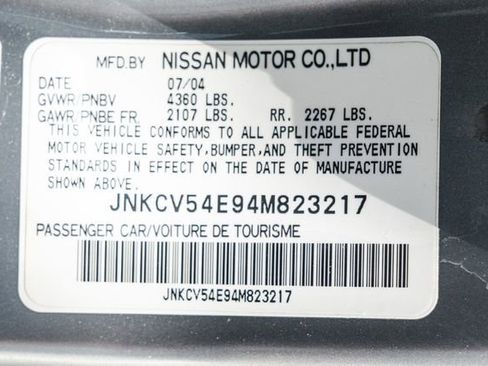 MFD.BY NISSAN MOTOR CO.,LTD
DATE 07/04
GVWR/PNBV 4360 LBS.
GAWR/PNBE FR. 2107 LBS. RR. 2267 LBS.
THIS VEHICLE CONFORMS TO ALL APPLICABLE FEDERAL
MOTOR VEHICLE SAFETY,BUMPER,AND THEFT PREVENTION
STANDARDS IN EFFECT ON THE DATE OF MANUFACTURE
SHOWN ABOVE.
JNKCV54E94M823217
PASSENGER CAR/VOITURE DE TOURISME
JNKCV54E94M823217